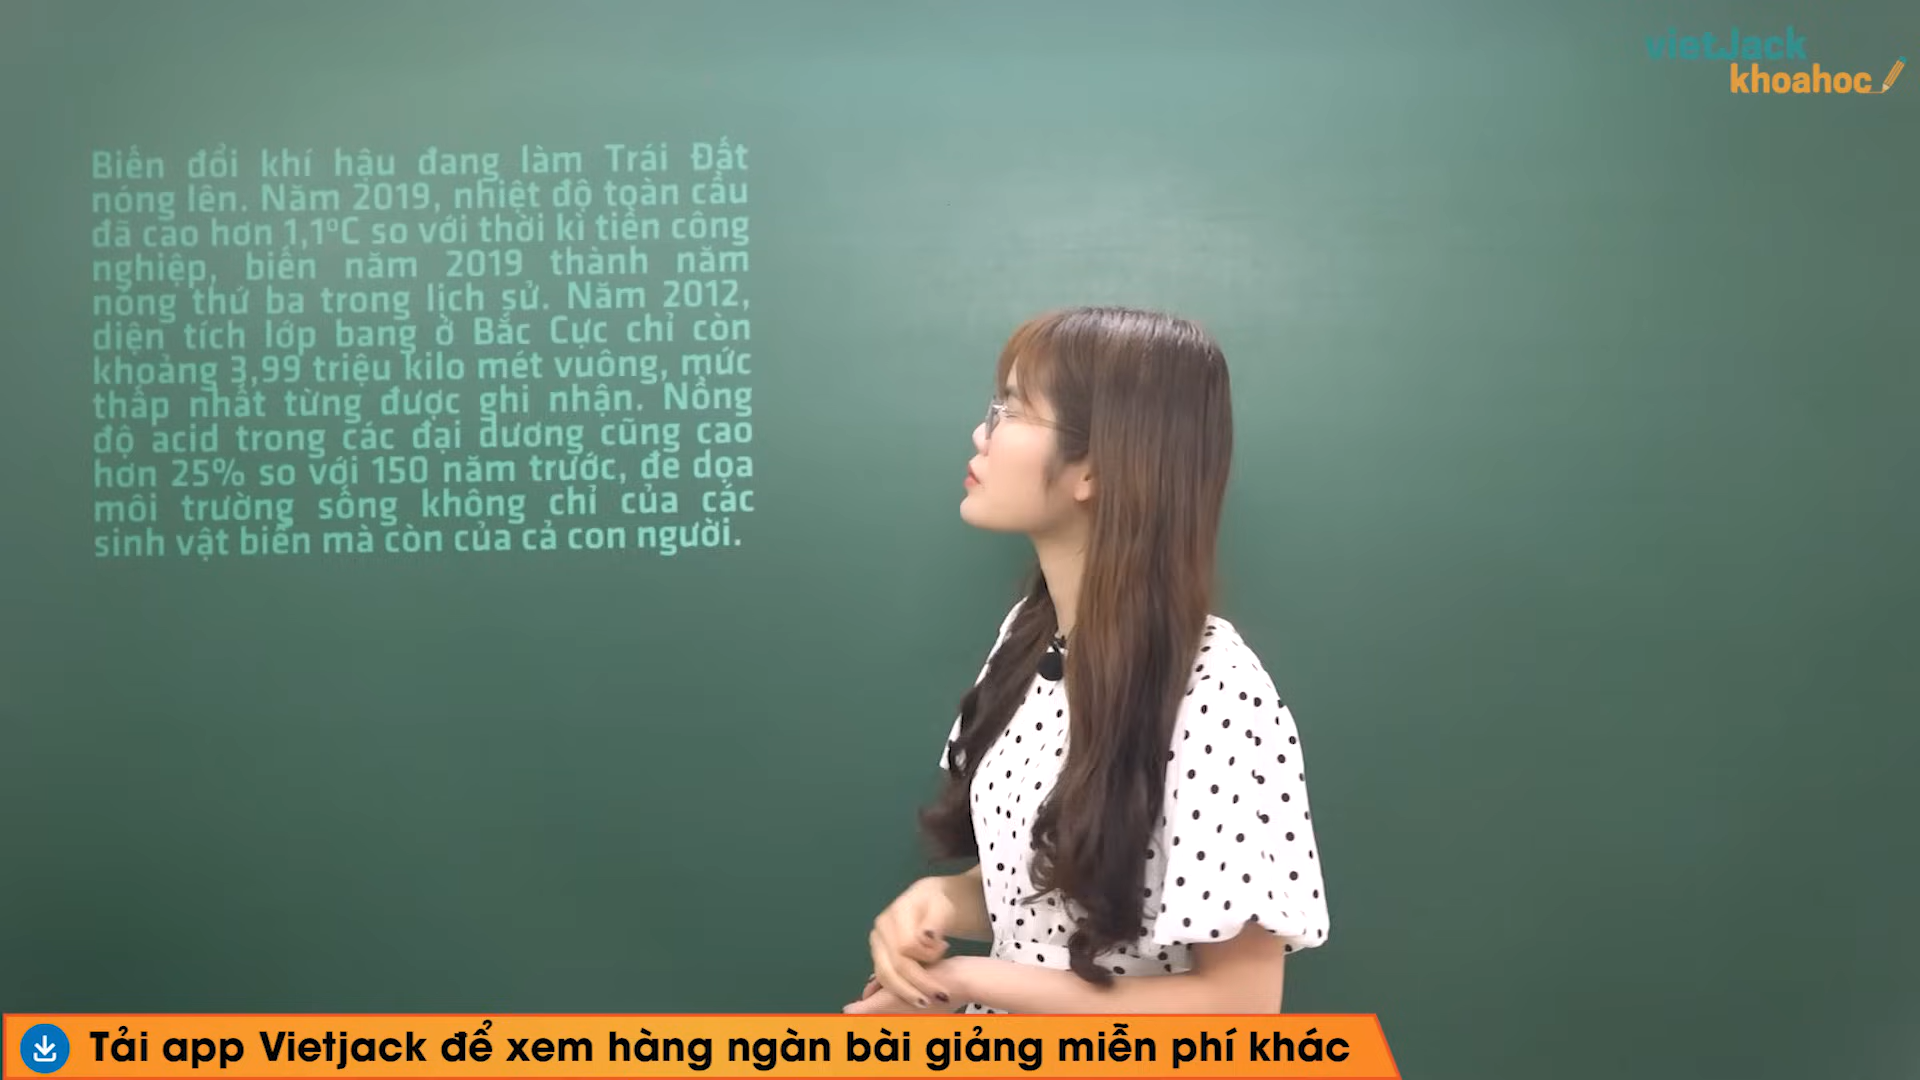 vietJack
khoahoc
Biến đổi khí hậu đang làm Trái Đất
nóng lên. Năm 2019, nhiệt độ toàn cầu
đã cao hơn 1,1ºC so với thời kì tiền công
nghiệp, biến năm 2019 thành năm
nóng thứ ba trong lịch sử. Năm 2012,
diện tích lớp bang ở Bắc Cực chỉ còn
khoảng 3,99 triệu kilo mét vuông, mức
thấp nhất từng được ghi nhận. Nồng
độ acid trong các đại dương cũng cao
hơn 25% so với 150 năm trước, đe dọa
môi trường sống không chỉ của các
sinh vật biển mà còn của cả con người.
Tải app Vietjack để xem hàng ngàn bài giảng miễn phí khác